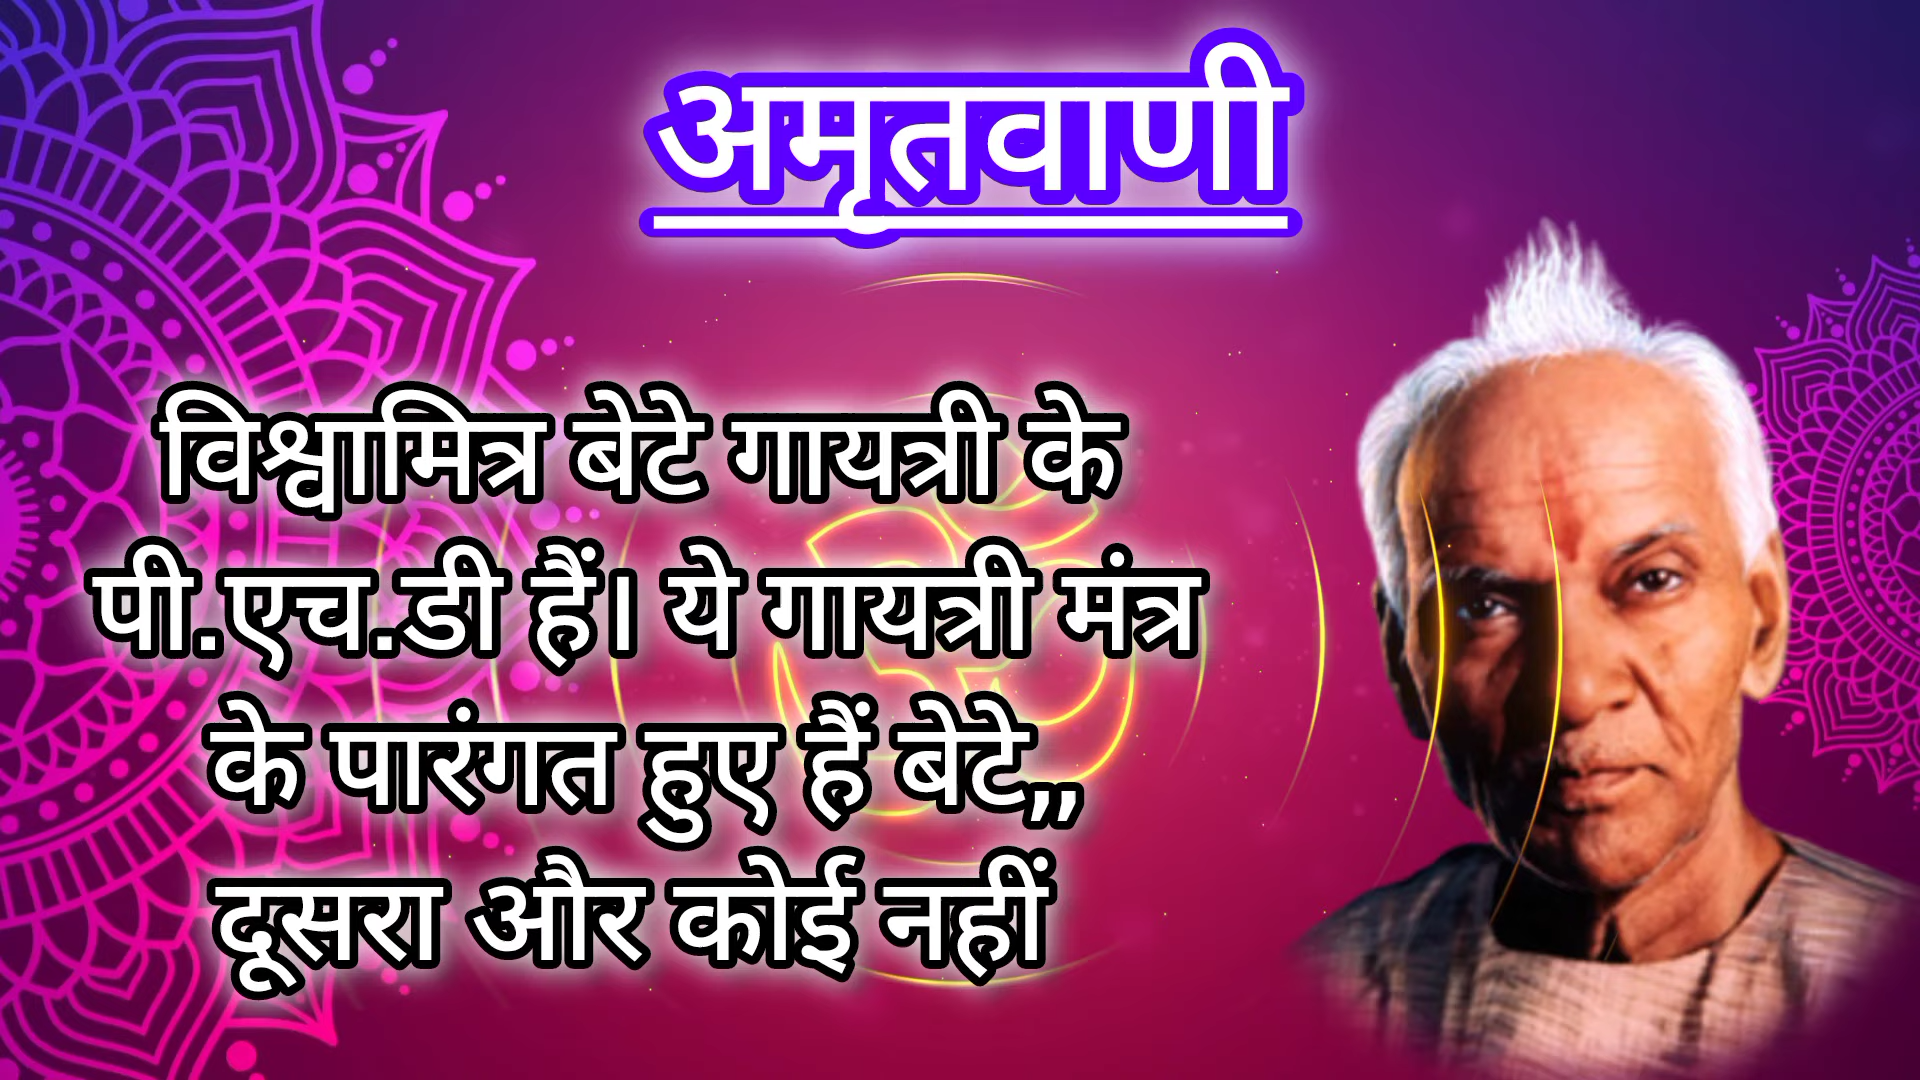 अमृतवाणी
विश्वामित्र बेटे गायत्री के
पी.एच.डी हैं। ये गायत्री मंत्र
के पारंगत हुए हैं बेटे,,
दूसरा और कोई नहीं